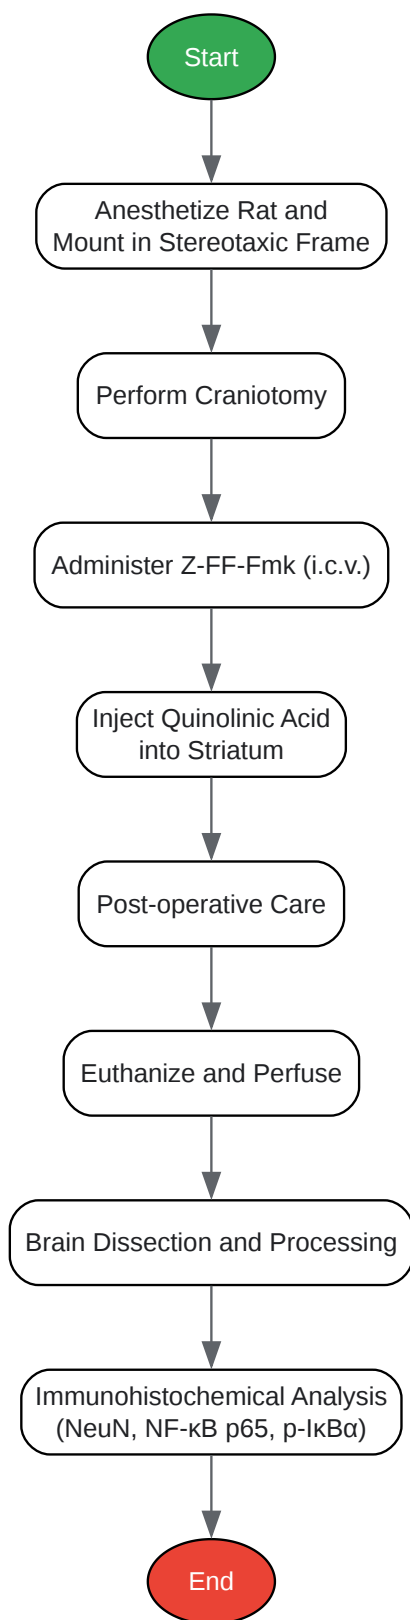 Start
Anesthetize Rat and
Mount in Stereotaxic Frame
Perform Craniotomy
Administer Z-FF-Fmk (i.c.v.)
Inject Quinolinic Acid
into Striatum
Post-operative Care
Euthanize and Perfuse
Brain Dissection and Processing
Immunohistochemical Analysis
(NeuN, NF-κB p65, p-IκBα)
End